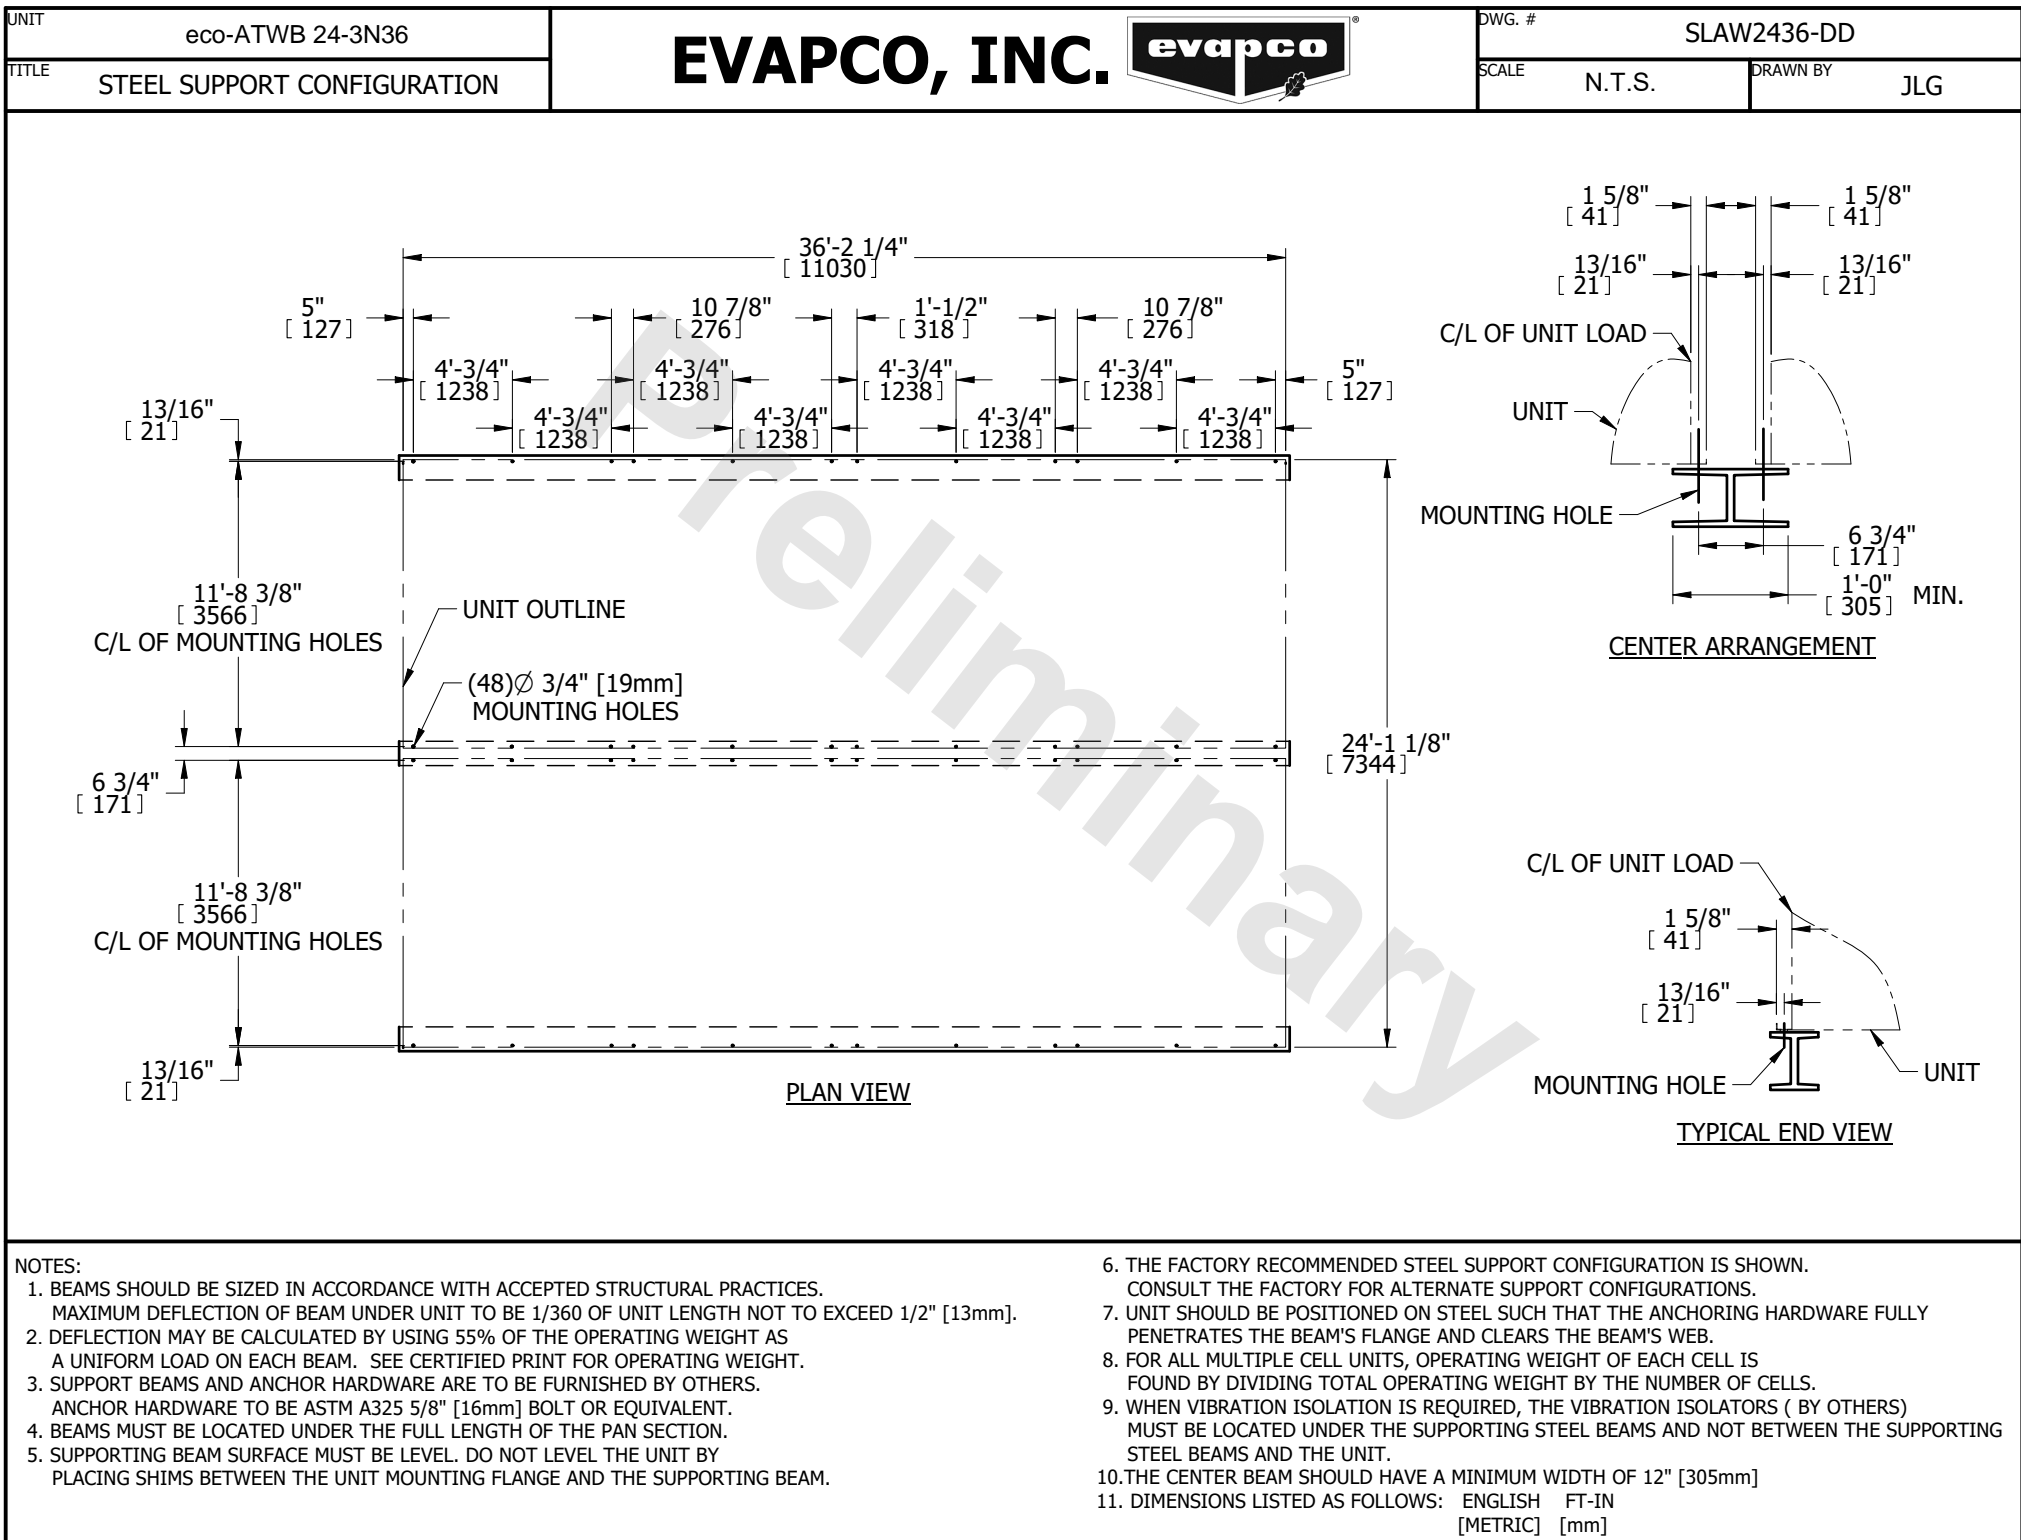 UNIT
eco-ATWB 24-3N36
TITLE
STEEL SUPPORT CONFIGURATION
EVAPCO, INC.
evapco
®
DWG. #
SLAW2436-DD
SCALE
N.T.S.
DRAWN BY
JLG
36'-2 1/4"
[ 11030 ]
5"
[ 127 ]
10 7/8"
[ 276 ]
1'-1/2"
[ 318 ]
10 7/8"
[ 276 ]
4'-3/4"
[ 1238 ]
4'-3/4"
[ 1238 ]
4'-3/4"
[ 1238 ]
4'-3/4"
[ 1238 ]
5"
[ 127 ]
4'-3/4"
[ 1238 ]
4'-3/4"
[ 1238 ]
4'-3/4"
[ 1238 ]
4'-3/4"
[ 1238 ]
13/16"
[ 21 ]
11'-8 3/8"
[ 3566 ]
C/L OF MOUNTING HOLES
UNIT OUTLINE
(48)Ø 3/4" [19mm]
MOUNTING HOLES
6 3/4"
[ 171 ]
24'-1 1/8"
[ 7344 ]
11'-8 3/8"
[ 3566 ]
C/L OF MOUNTING HOLES
13/16"
[ 21 ]
PLAN VIEW
Preliminary
1 5/8"
[ 41 ]
1 5/8"
[ 41 ]
13/16"
[ 21 ]
13/16"
[ 21 ]
C/L OF UNIT LOAD
UNIT
MOUNTING HOLE
6 3/4"
[ 171 ]
1'-0"
[ 305 ] MIN.
CENTER ARRANGEMENT
C/L OF UNIT LOAD
1 5/8"
[ 41 ]
13/16"
[ 21 ]
MOUNTING HOLE
UNIT
TYPICAL END VIEW
NOTES:
1. BEAMS SHOULD BE SIZED IN ACCORDANCE WITH ACCEPTED STRUCTURAL PRACTICES.
MAXIMUM DEFLECTION OF BEAM UNDER UNIT TO BE 1/360 OF UNIT LENGTH NOT TO EXCEED 1/2" [13mm].
2. DEFLECTION MAY BE CALCULATED BY USING 55% OF THE OPERATING WEIGHT AS
A UNIFORM LOAD ON EACH BEAM. SEE CERTIFIED PRINT FOR OPERATING WEIGHT.
3. SUPPORT BEAMS AND ANCHOR HARDWARE ARE TO BE FURNISHED BY OTHERS.
ANCHOR HARDWARE TO BE ASTM A325 5/8" [16mm] BOLT OR EQUIVALENT.
4. BEAMS MUST BE LOCATED UNDER THE FULL LENGTH OF THE PAN SECTION.
5. SUPPORTING BEAM SURFACE MUST BE LEVEL. DO NOT LEVEL THE UNIT BY
PLACING SHIMS BETWEEN THE UNIT MOUNTING FLANGE AND THE SUPPORTING BEAM.
6. THE FACTORY RECOMMENDED STEEL SUPPORT CONFIGURATION IS SHOWN.
CONSULT THE FACTORY FOR ALTERNATE SUPPORT CONFIGURATIONS.
7. UNIT SHOULD BE POSITIONED ON STEEL SUCH THAT THE ANCHORING HARDWARE FULLY
PENETRATES THE BEAM'S FLANGE AND CLEARS THE BEAM'S WEB.
8. FOR ALL MULTIPLE CELL UNITS, OPERATING WEIGHT OF EACH CELL IS
FOUND BY DIVIDING TOTAL OPERATING WEIGHT BY THE NUMBER OF CELLS.
9. WHEN VIBRATION ISOLATION IS REQUIRED, THE VIBRATION ISOLATORS ( BY OTHERS)
MUST BE LOCATED UNDER THE SUPPORTING STEEL BEAMS AND NOT BETWEEN THE SUPPORTING
STEEL BEAMS AND THE UNIT.
10.THE CENTER BEAM SHOULD HAVE A MINIMUM WIDTH OF 12" [305mm]
11. DIMENSIONS LISTED AS FOLLOWS: ENGLISH FT-IN
[METRIC] [mm]